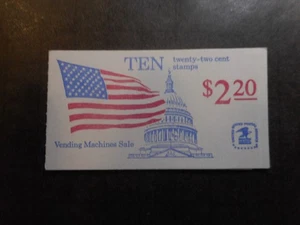 TEN
twenty-two cent
stamps
$2.20
Vending Machines Sale